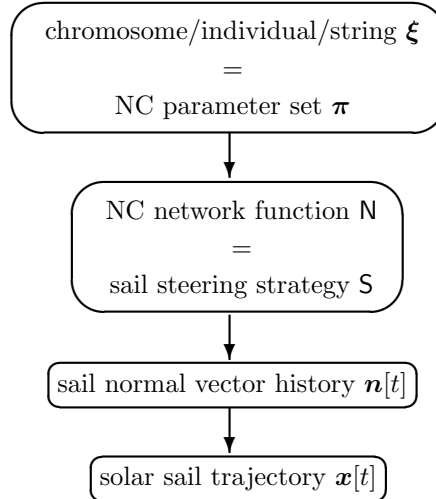 chromosome/individual/string ξ
=
NC parameter set π
NC network function N
=
sail steering strategy S
sail normal vector history n[t]
solar sail trajectory x[t]